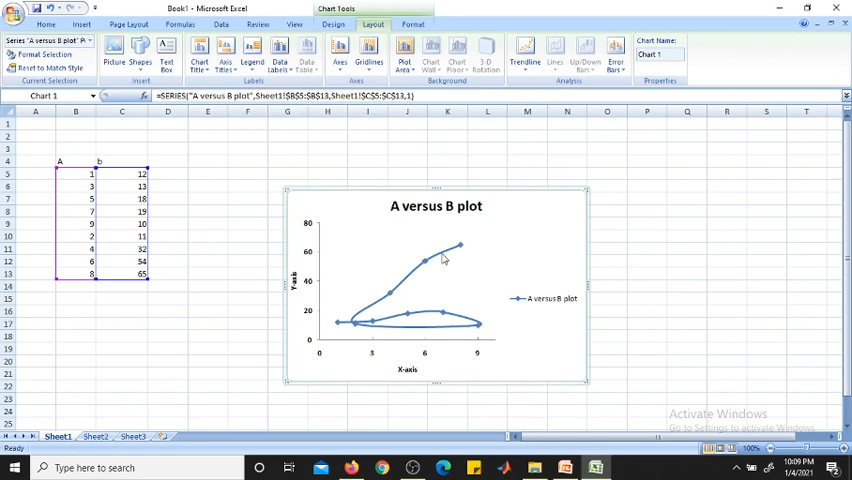 Book1 - Microsoft Excel
Chart Tools
Home Insert Page Layout Formulas Data Review View Design Layout Format
Series "A versus B plot"
Format Selection
Reset to Match Style
Current Selection
Picture Shapes Text Box
Insert
Chart Title Axis Titles Legend Data Labels Data Table
Labels
Axes Gridlines
Axes
Plot Area Chart Wall Chart Floor 3-D Rotation
Background
Trendline Lines Up/Down Bars Error Bars
Analysis
Chart Name:
Chart 1
Properties
Chart 1 fx =SERIES("A versus B plot",Sheet1!$B$5:$B$13,Sheet1!$C$5:$C$13,1)
A B C D E F G H I J K L M N O P Q R S T
1
2
3
4 A b
5 1 12
6 3 13
7 5 18
8 7 19
9 9 10
10 2 11
11 4 32
12 6 54
13 8 65
14
15
16
17
18
19
20
21
22
23
24
25
A versus B plot
80
60
40
20
0
Y-axis
0 3 6 9
X-axis
A versus B plot
Activate Windows
Go to Settings to activate Windows.
Sheet1 Sheet2 Sheet3
Ready 100%
Type here to search
10:09 PM
1/4/2021
2